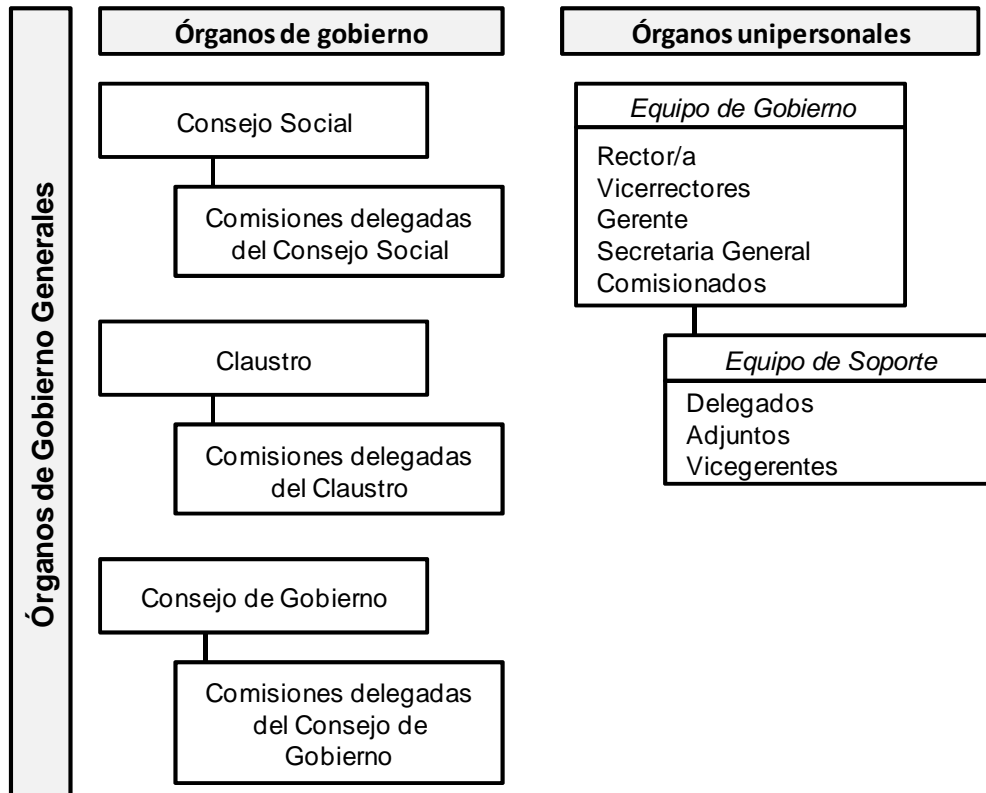 Órganos de Gobierno Generales
Órganos de gobierno
Consejo Social
Comisiones delegadas
del Consejo Social
Claustro
Comisiones delegadas
del Claustro
Consejo de Gobierno
Comisiones delegadas
del Consejo de
Gobierno
Órganos unipersonales
Equipo de Gobierno
Rector/a
Vicerrectores
Gerente
Secretaria General
Comisionados
Equipo de Soporte
Delegados
Adjuntos
Vicegerentes